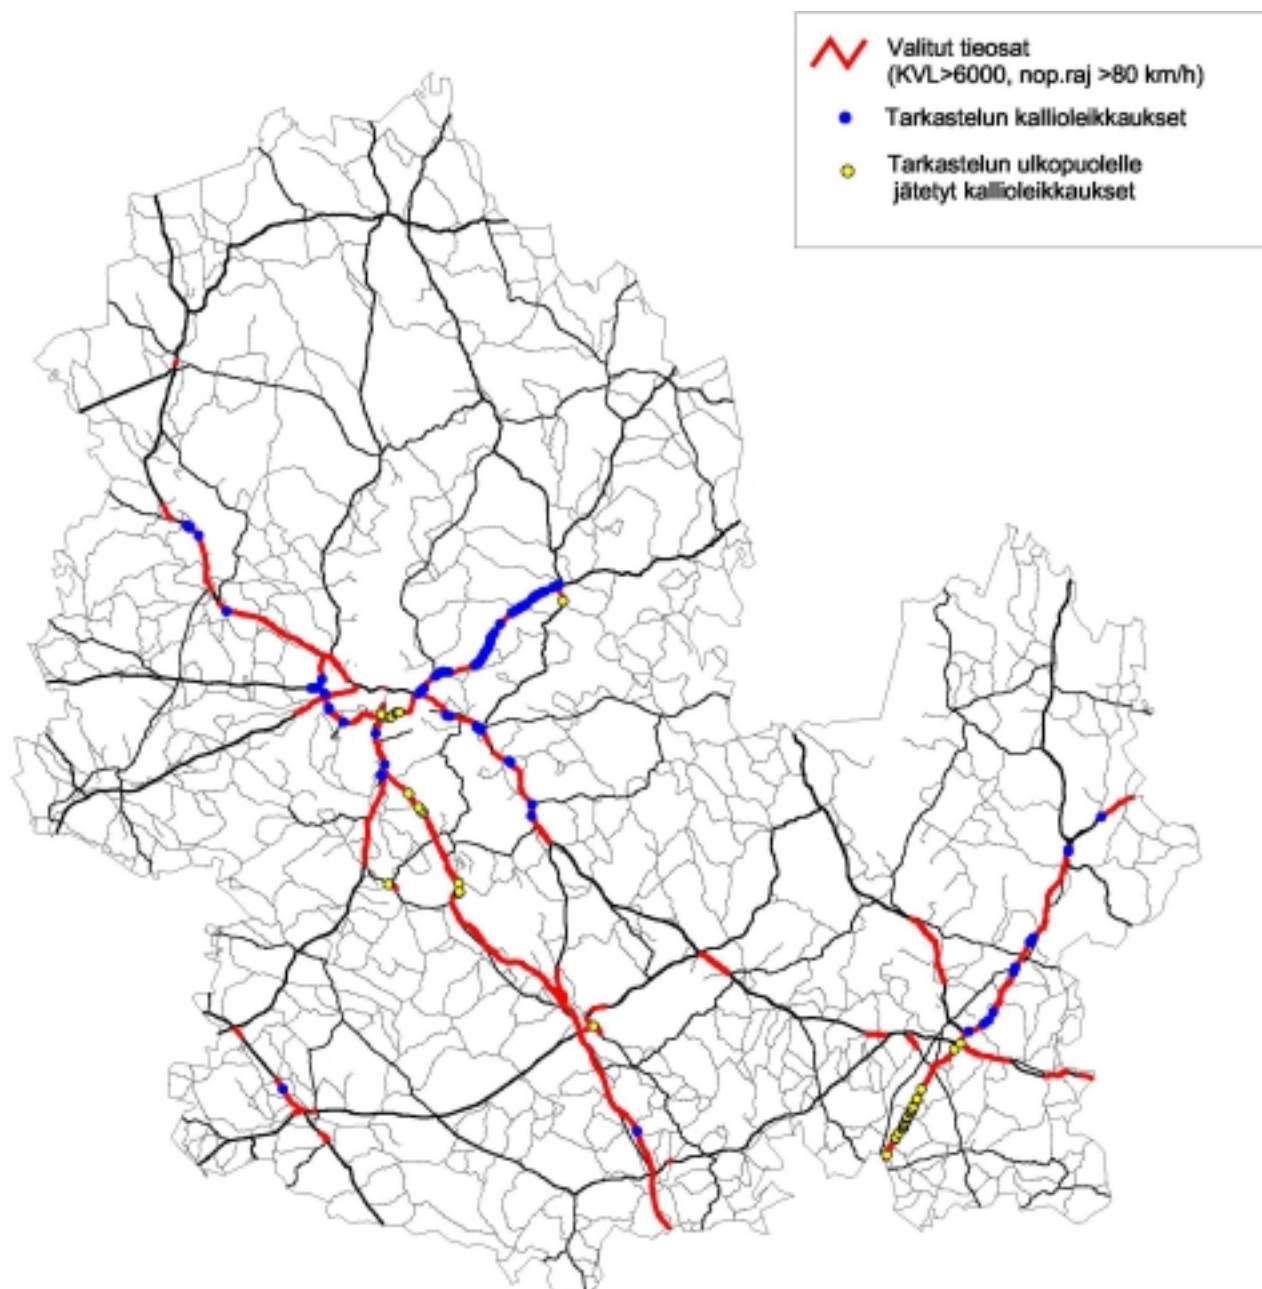 Valitut tieosat
(KVL>6000, nop.raj >80 km/h)
Tarkastelun kallioleikkaukset
Tarkastelun ulkopuolelle
jätetyt kallioleikkaukset